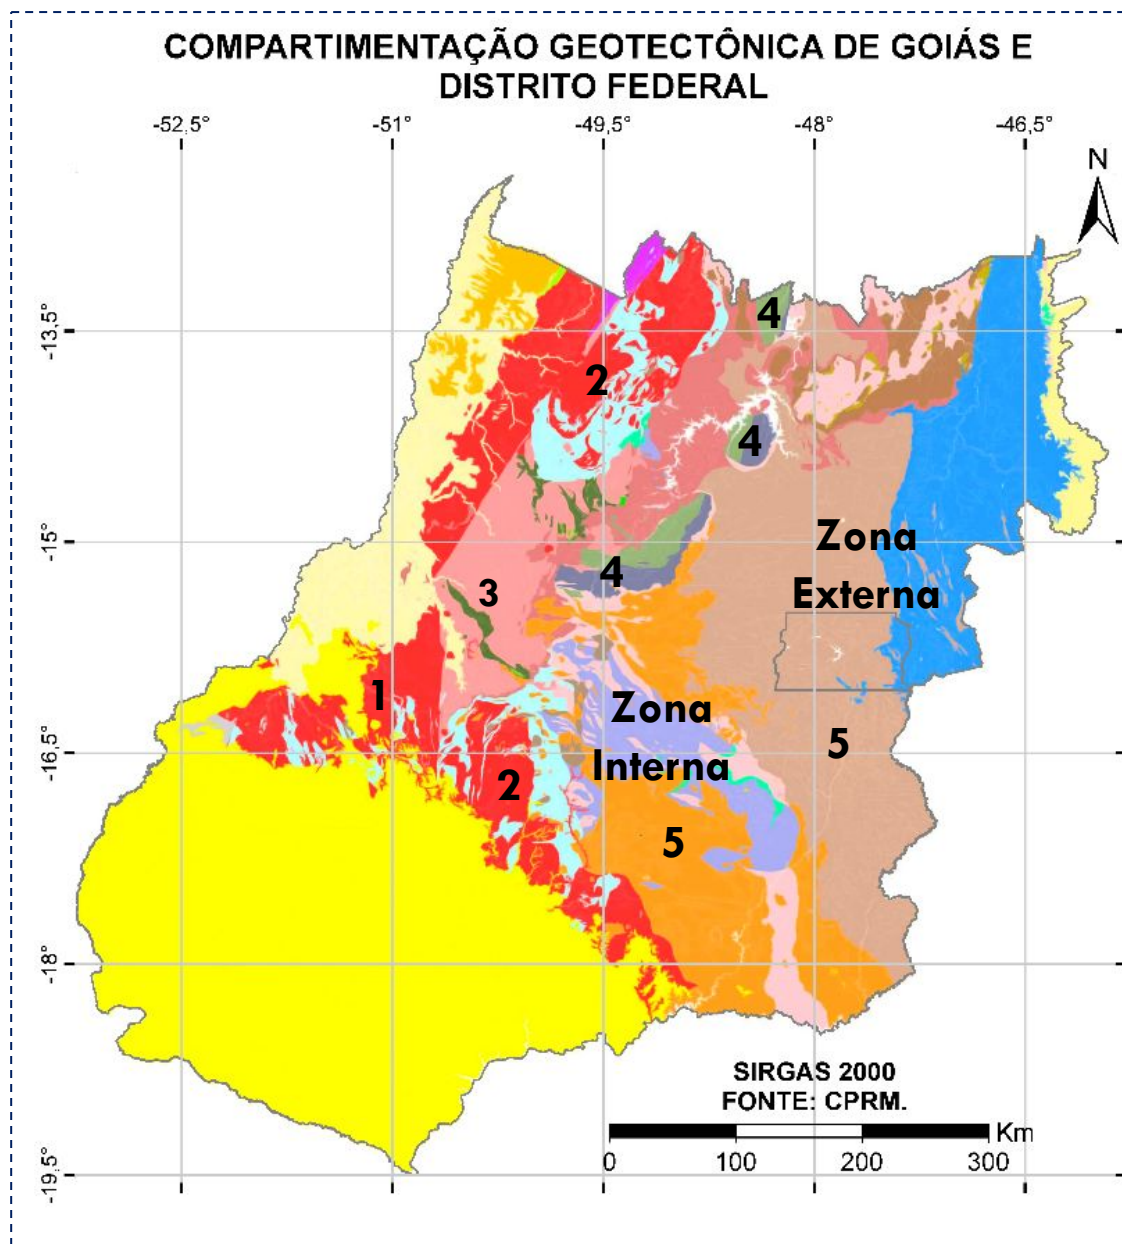 COMPARTIMENTAÇÃO GEOTECTÔNICA DE GOIÁS E
DISTRITO FEDERAL
-52,5°
-51°
-49,5°
-48°
-46,5°
N
-13,5°
4
2
4
-15°
Zona
4
3
Externa
1
Zona
5
-16,5°
Interna
2
5
-18°
SIRGAS 2000
FONTE: CPRM.
Km
0 100 200 300
-19,5°